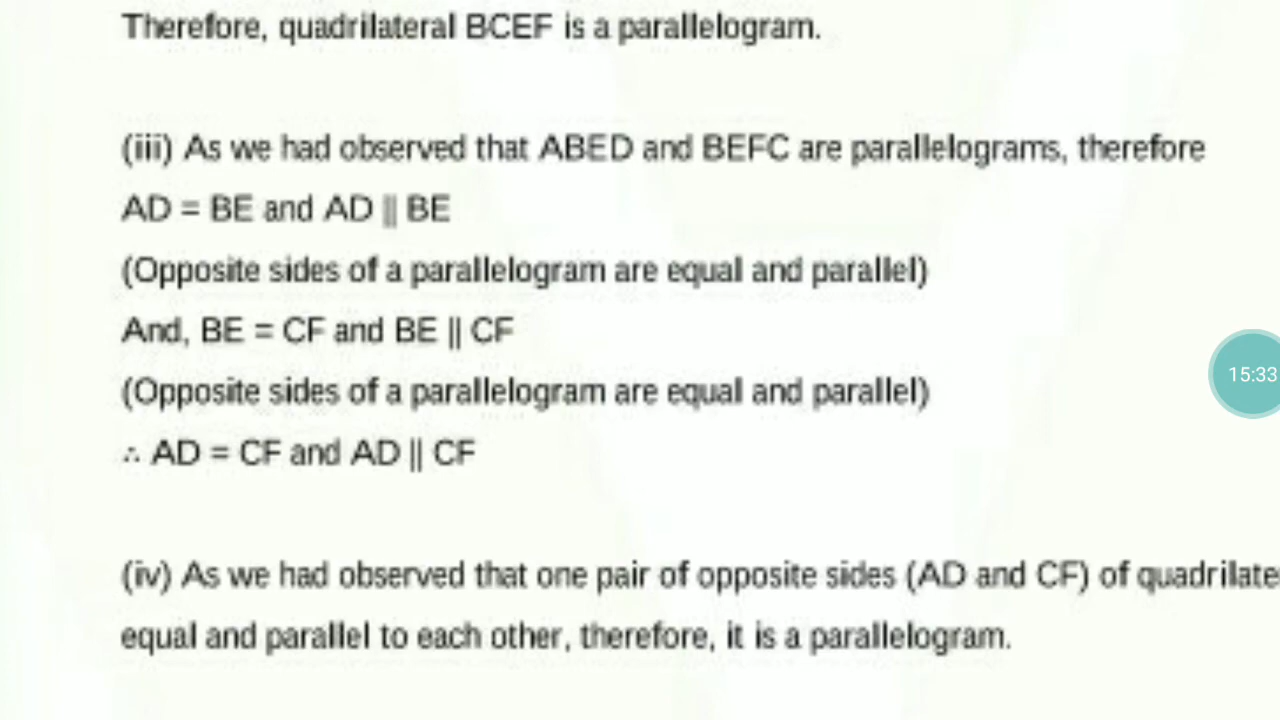 Therefore, quadrilateral BCEF is a parallelogram.
(iii) As we had observed that ABED and BEFC are parallelograms, therefore
AD = BE and AD || BE
(Opposite sides of a parallelogram are equal and parallel)
And, BE = CF and BE || CF
(Opposite sides of a parallelogram are equal and parallel)
∴ AD = CF and AD || CF
15:33
(iv) As we had observed that one pair of opposite sides (AD and CF) of
equal and parallel to each other, therefore, it is a parallelogram.